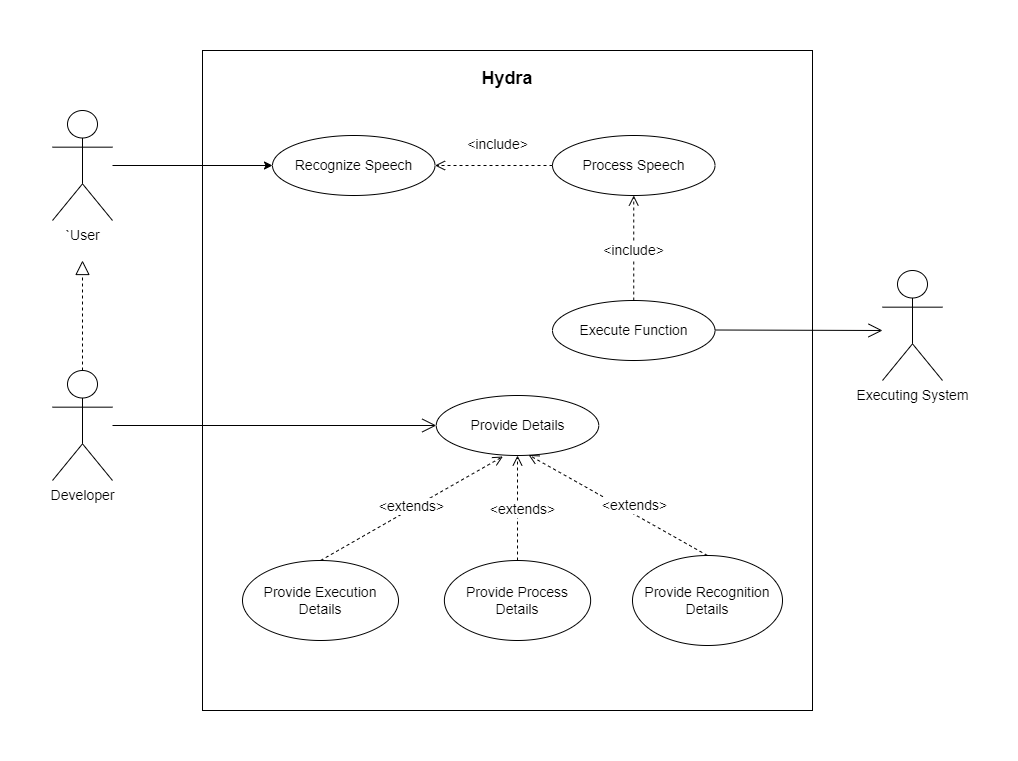 Hydra
Recognize Speech
<include>
Process Speech
`User
<include>
Execute Function
Executing System
Provide Details
Developer
<extends>
<extends>
<extends>
Provide Execution
Details
Provide Process
Details
Provide Recognition
Details